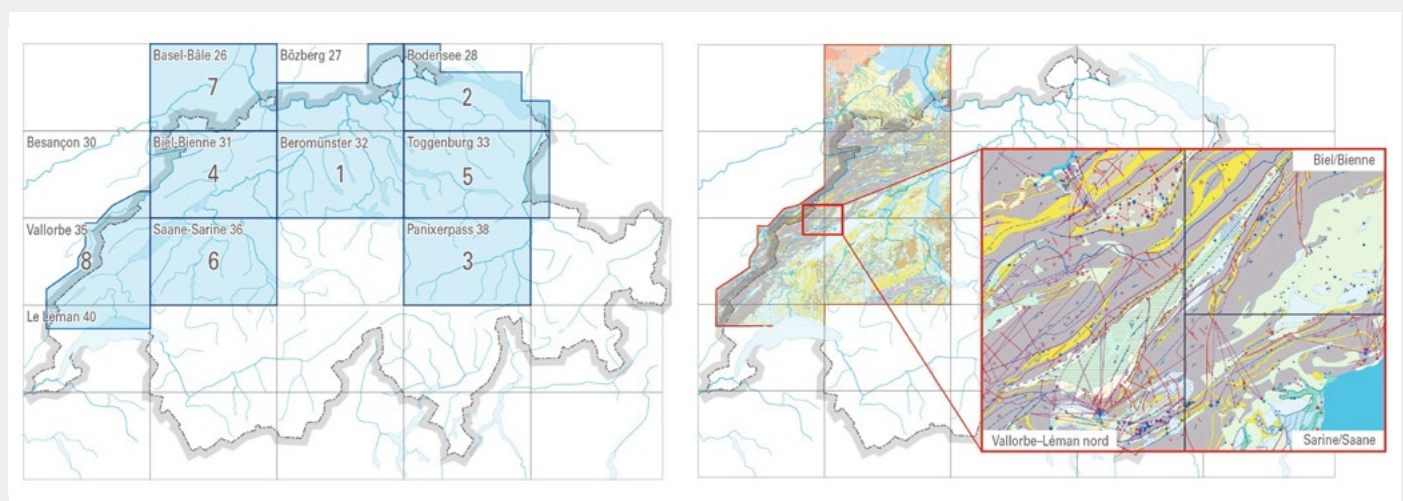 Basel-Bâle 26
Bözberg 27
Bodensee 28
7
2
Besançon 30
Biel-Bienne 31
Beromünster 32
Toggenburg 33
4
1
5
Vallorbe 35
Saane-Sarine 36
Panixerpass 38
8
6
3
Le Léman 40
Biel/Bienne
Vallorbe–Léman nord
Sarine/Saane